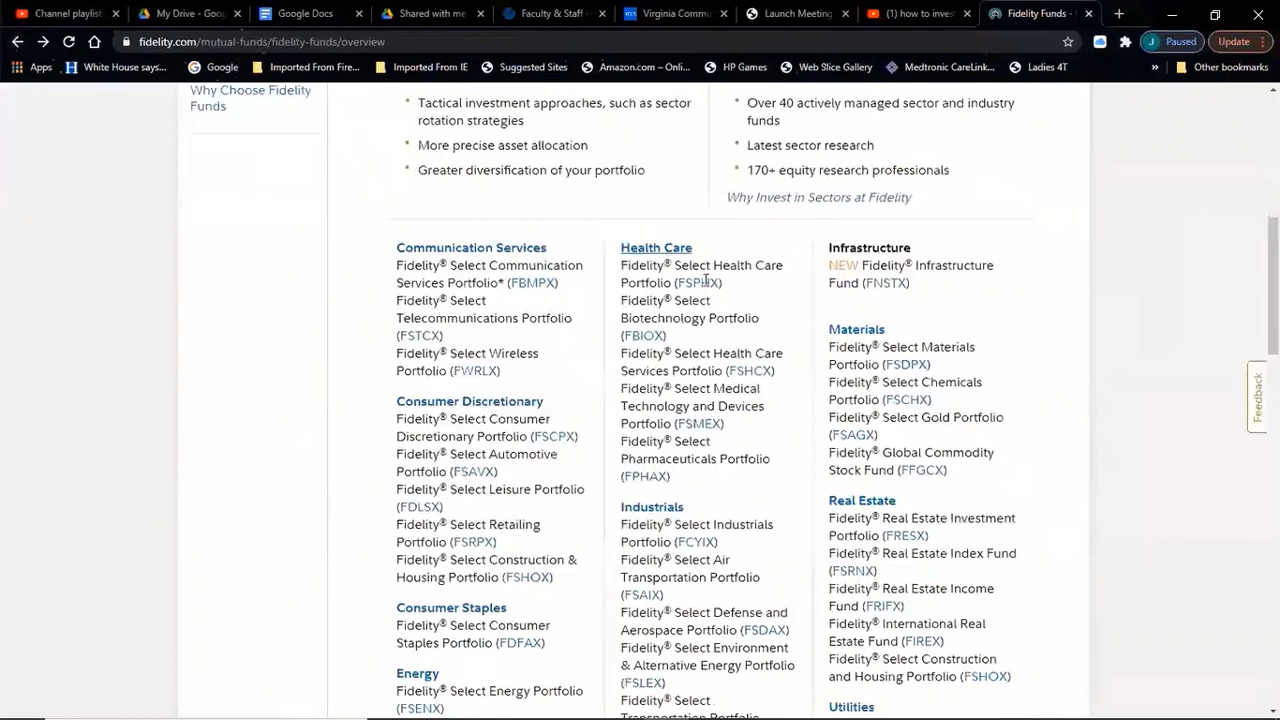 Channel playlist
My Drive - Goog
Google Docs
Shared with me
Faculty & Staff
Virginia Commu
Launch Meeting
(1) how to inves
Fidelity Funds -
fidelity.com/mutual-funds/fidelity-funds/overview
Paused
Update
Apps
White House says...
Google
Imported From Fire...
Imported From IE
Suggested Sites
Amazon.com – Onli...
HP Games
Web Slice Gallery
Medtronic CareLink...
Ladies 4T
»
Other bookmarks
Why Choose Fidelity
Funds
• Tactical investment approaches, such as sector
rotation strategies
• More precise asset allocation
• Greater diversification of your portfolio
• Over 40 actively managed sector and industry
funds
• Latest sector research
• 170+ equity research professionals
Why Invest in Sectors at Fidelity
Communication Services
Fidelity® Select Communication
Services Portfolio* (FBMPX)
Fidelity® Select
Telecommunications Portfolio
(FSTCX)
Fidelity® Select Wireless
Portfolio (FWRLX)
Consumer Discretionary
Fidelity® Select Consumer
Discretionary Portfolio (FSCPX)
Fidelity® Select Automotive
Portfolio (FSAVX)
Fidelity® Select Leisure Portfolio
(FDLSX)
Fidelity® Select Retailing
Portfolio (FSRPX)
Fidelity® Select Construction &
Housing Portfolio (FSHOX)
Consumer Staples
Fidelity® Select Consumer
Staples Portfolio (FDFAX)
Energy
Fidelity® Select Energy Portfolio
(FSENX)
Health Care
Fidelity® Select Health Care
Portfolio (FSPHX)
Fidelity® Select
Biotechnology Portfolio
(FBIOX)
Fidelity® Select Health Care
Services Portfolio (FSHCX)
Fidelity® Select Medical
Technology and Devices
Portfolio (FSMEX)
Fidelity® Select
Pharmaceuticals Portfolio
(FPHAX)
Industrials
Fidelity® Select Industrials
Portfolio (FCYIX)
Fidelity® Select Air
Transportation Portfolio
(FSAIX)
Fidelity® Select Defense and
Aerospace Portfolio (FSDAX)
Fidelity® Select Environment
& Alternative Energy Portfolio
(FSLEX)
Fidelity® Select
Transportation Portfolio
Infrastructure
NEW Fidelity® Infrastructure
Fund (FNSTX)
Materials
Fidelity® Select Materials
Portfolio (FSDPX)
Fidelity® Select Chemicals
Portfolio (FSCHX)
Fidelity® Select Gold Portfolio
(FSAGX)
Fidelity® Global Commodity
Stock Fund (FFGCX)
Real Estate
Fidelity® Real Estate Investment
Portfolio (FRESX)
Fidelity® Real Estate Index Fund
(FSRNX)
Fidelity® Real Estate Income
Fund (FRIFX)
Fidelity® International Real
Estate Fund (FIREX)
Fidelity® Select Construction
and Housing Portfolio (FSHOX)
Utilities
Feedback